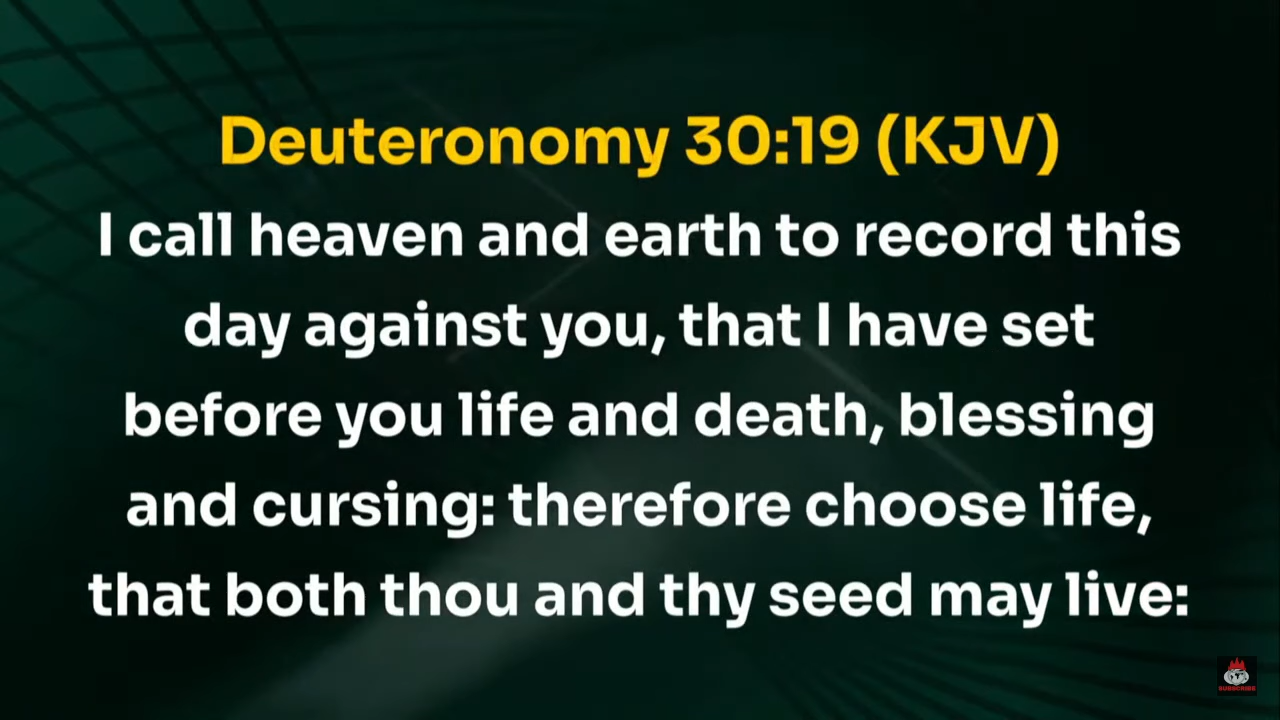 Deuteronomy 30:19 (KJV)
I call heaven and earth to record this
day against you, that I have set
before you life and death, blessing
and cursing: therefore choose life,
that both thou and thy seed may live:
SUBSCRIBE